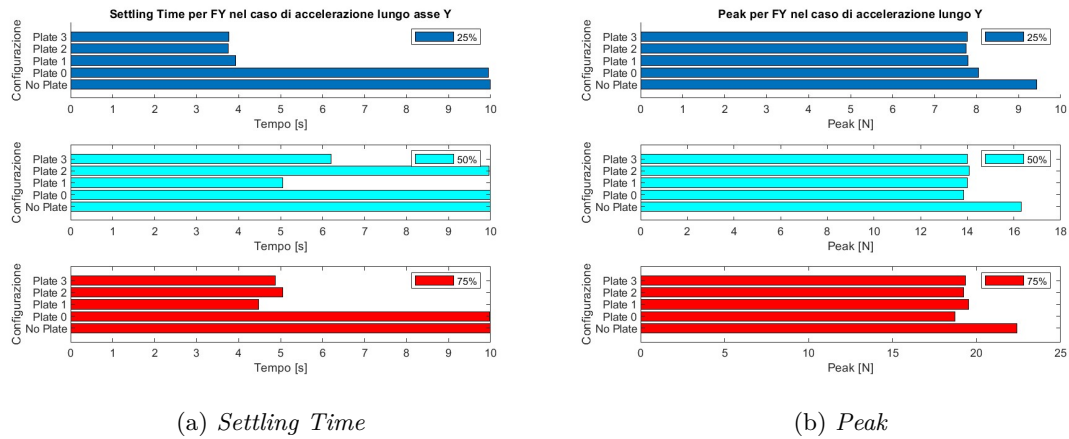 Settling Time per FY nel caso di accelerazione lungo asse Y
Configurazione
Plate 3
Plate 2
Plate 1
Plate 0
No Plate
25%
0 1 2 3 4 5 6 7 8 9 10
Tempo [s]
Configurazione
Plate 3
Plate 2
Plate 1
Plate 0
No Plate
50%
0 1 2 3 4 5 6 7 8 9 10
Tempo [s]
Configurazione
Plate 3
Plate 2
Plate 1
Plate 0
No Plate
75%
0 1 2 3 4 5 6 7 8 9 10
Tempo [s]
(a) Settling Time
Peak per FY nel caso di accelerazione lungo Y
Configurazione
Plate 3
Plate 2
Plate 1
Plate 0
No Plate
25%
0 1 2 3 4 5 6 7 8 9 10
Peak [N]
Configurazione
Plate 3
Plate 2
Plate 1
Plate 0
No Plate
50%
0 2 4 6 8 10 12 14 16 18
Peak [N]
Configurazione
Plate 3
Plate 2
Plate 1
Plate 0
No Plate
75%
0 5 10 15 20 25
Peak [N]
(b) Peak